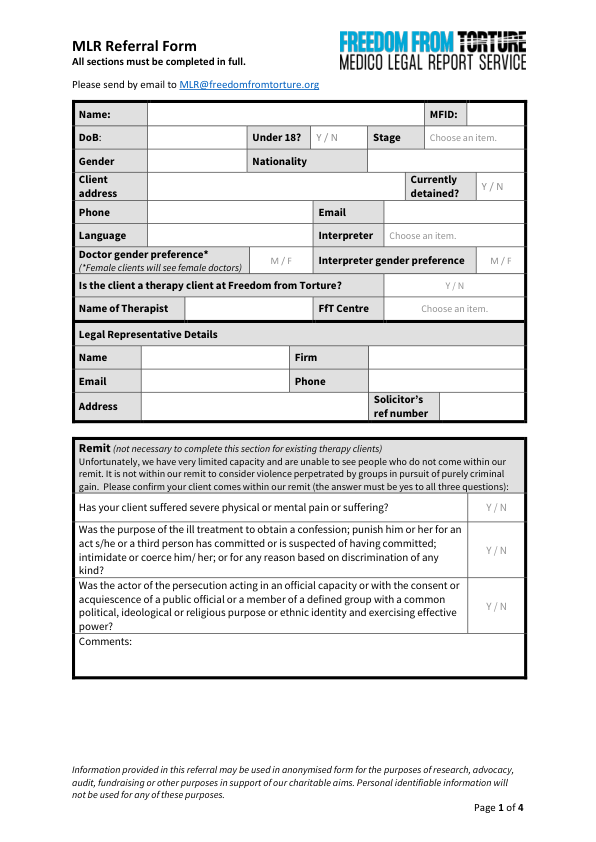 MLR Referral Form
All sections must be completed in full.
FREEDOM FROM TORTURE
MEDICO LEGAL REPORT SERVICE
Please send by email to MLR@freedomfromtorture.org
Name: MFID:
DoB: Under 18? Y / N Stage Choose an item.
Gender Nationality
Client address Currently detained? Y / N
Phone Email
Language Interpreter Choose an item.
Doctor gender preference* M / F Interpreter gender preference M / F
(*Female clients will see female doctors)
Is the client a therapy client at Freedom from Torture? Y / N
Name of Therapist FfT Centre Choose an item.
Legal Representative Details
Name Firm
Email Phone
Address Solicitor's ref number
Remit (not necessary to complete this section for existing therapy clients)
Unfortunately, we have very limited capacity and are unable to see people who do not come within our
remit. It is not within our remit to consider violence perpetrated by groups in pursuit of purely criminal
gain. Please confirm your client comes within our remit (the answer must be yes to all three questions):
Has your client suffered severe physical or mental pain or suffering? Y / N
Was the purpose of the ill treatment to obtain a confession; punish him or her for an
act s/he or a third person has committed or is suspected of having committed;
intimidate or coerce him/ her; or for any reason based on discrimination of any
kind?
Y / N
Was the actor of the persecution acting in an official capacity or with the consent or
acquiescence of a public official or a member of a defined group with a common
political, ideological or religious purpose or ethnic identity and exercising effective
power?
Y / N
Comments:
Information provided in this referral may be used in anonymised form for the purposes of research, advocacy,
audit, fundraising or other purposes in support of our charitable aims. Personal identifiable information will
not be used for any of these purposes.
Page 1 of 4